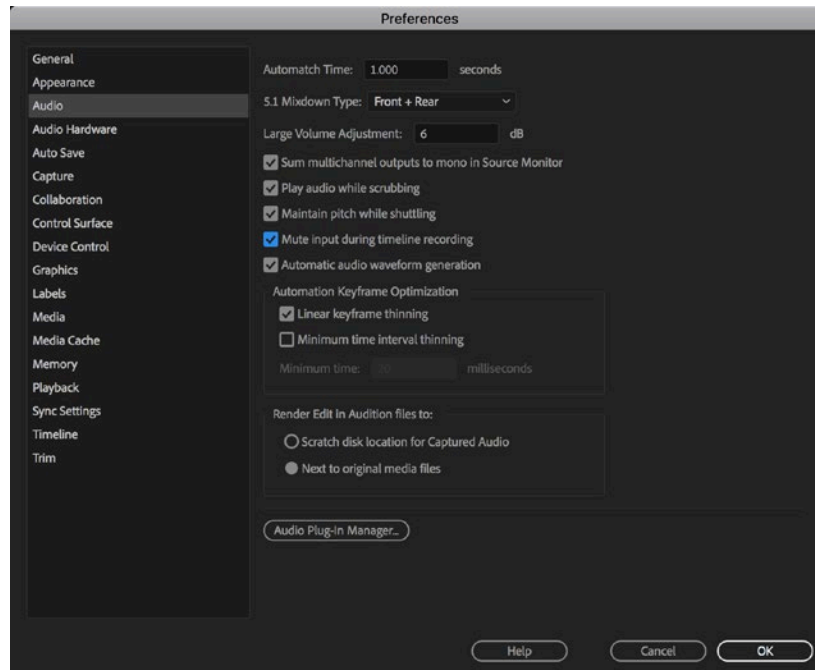 Preferences
General
Appearance
Audio
Audio Hardware
Auto Save
Capture
Collaboration
Control Surface
Device Control
Graphics
Labels
Media
Media Cache
Memory
Playback
Sync Settings
Timeline
Trim
Automatch Time: 1.000 seconds
5.1 Mixdown Type: Front + Rear
Large Volume Adjustment: 6 dB
Sum multichannel outputs to mono in Source Monitor
Play audio while scrubbing
Maintain pitch while shuttling
Mute input during timeline recording
Automatic audio waveform generation
Automation Keyframe Optimization
Linear keyframe thinning
Minimum time interval thinning
Minimum time: milliseconds
Render Edit in Audition files to:
Scratch disk location for Captured Audio
Next to original media files
Audio Plug-In Manager...
Help Cancel OK